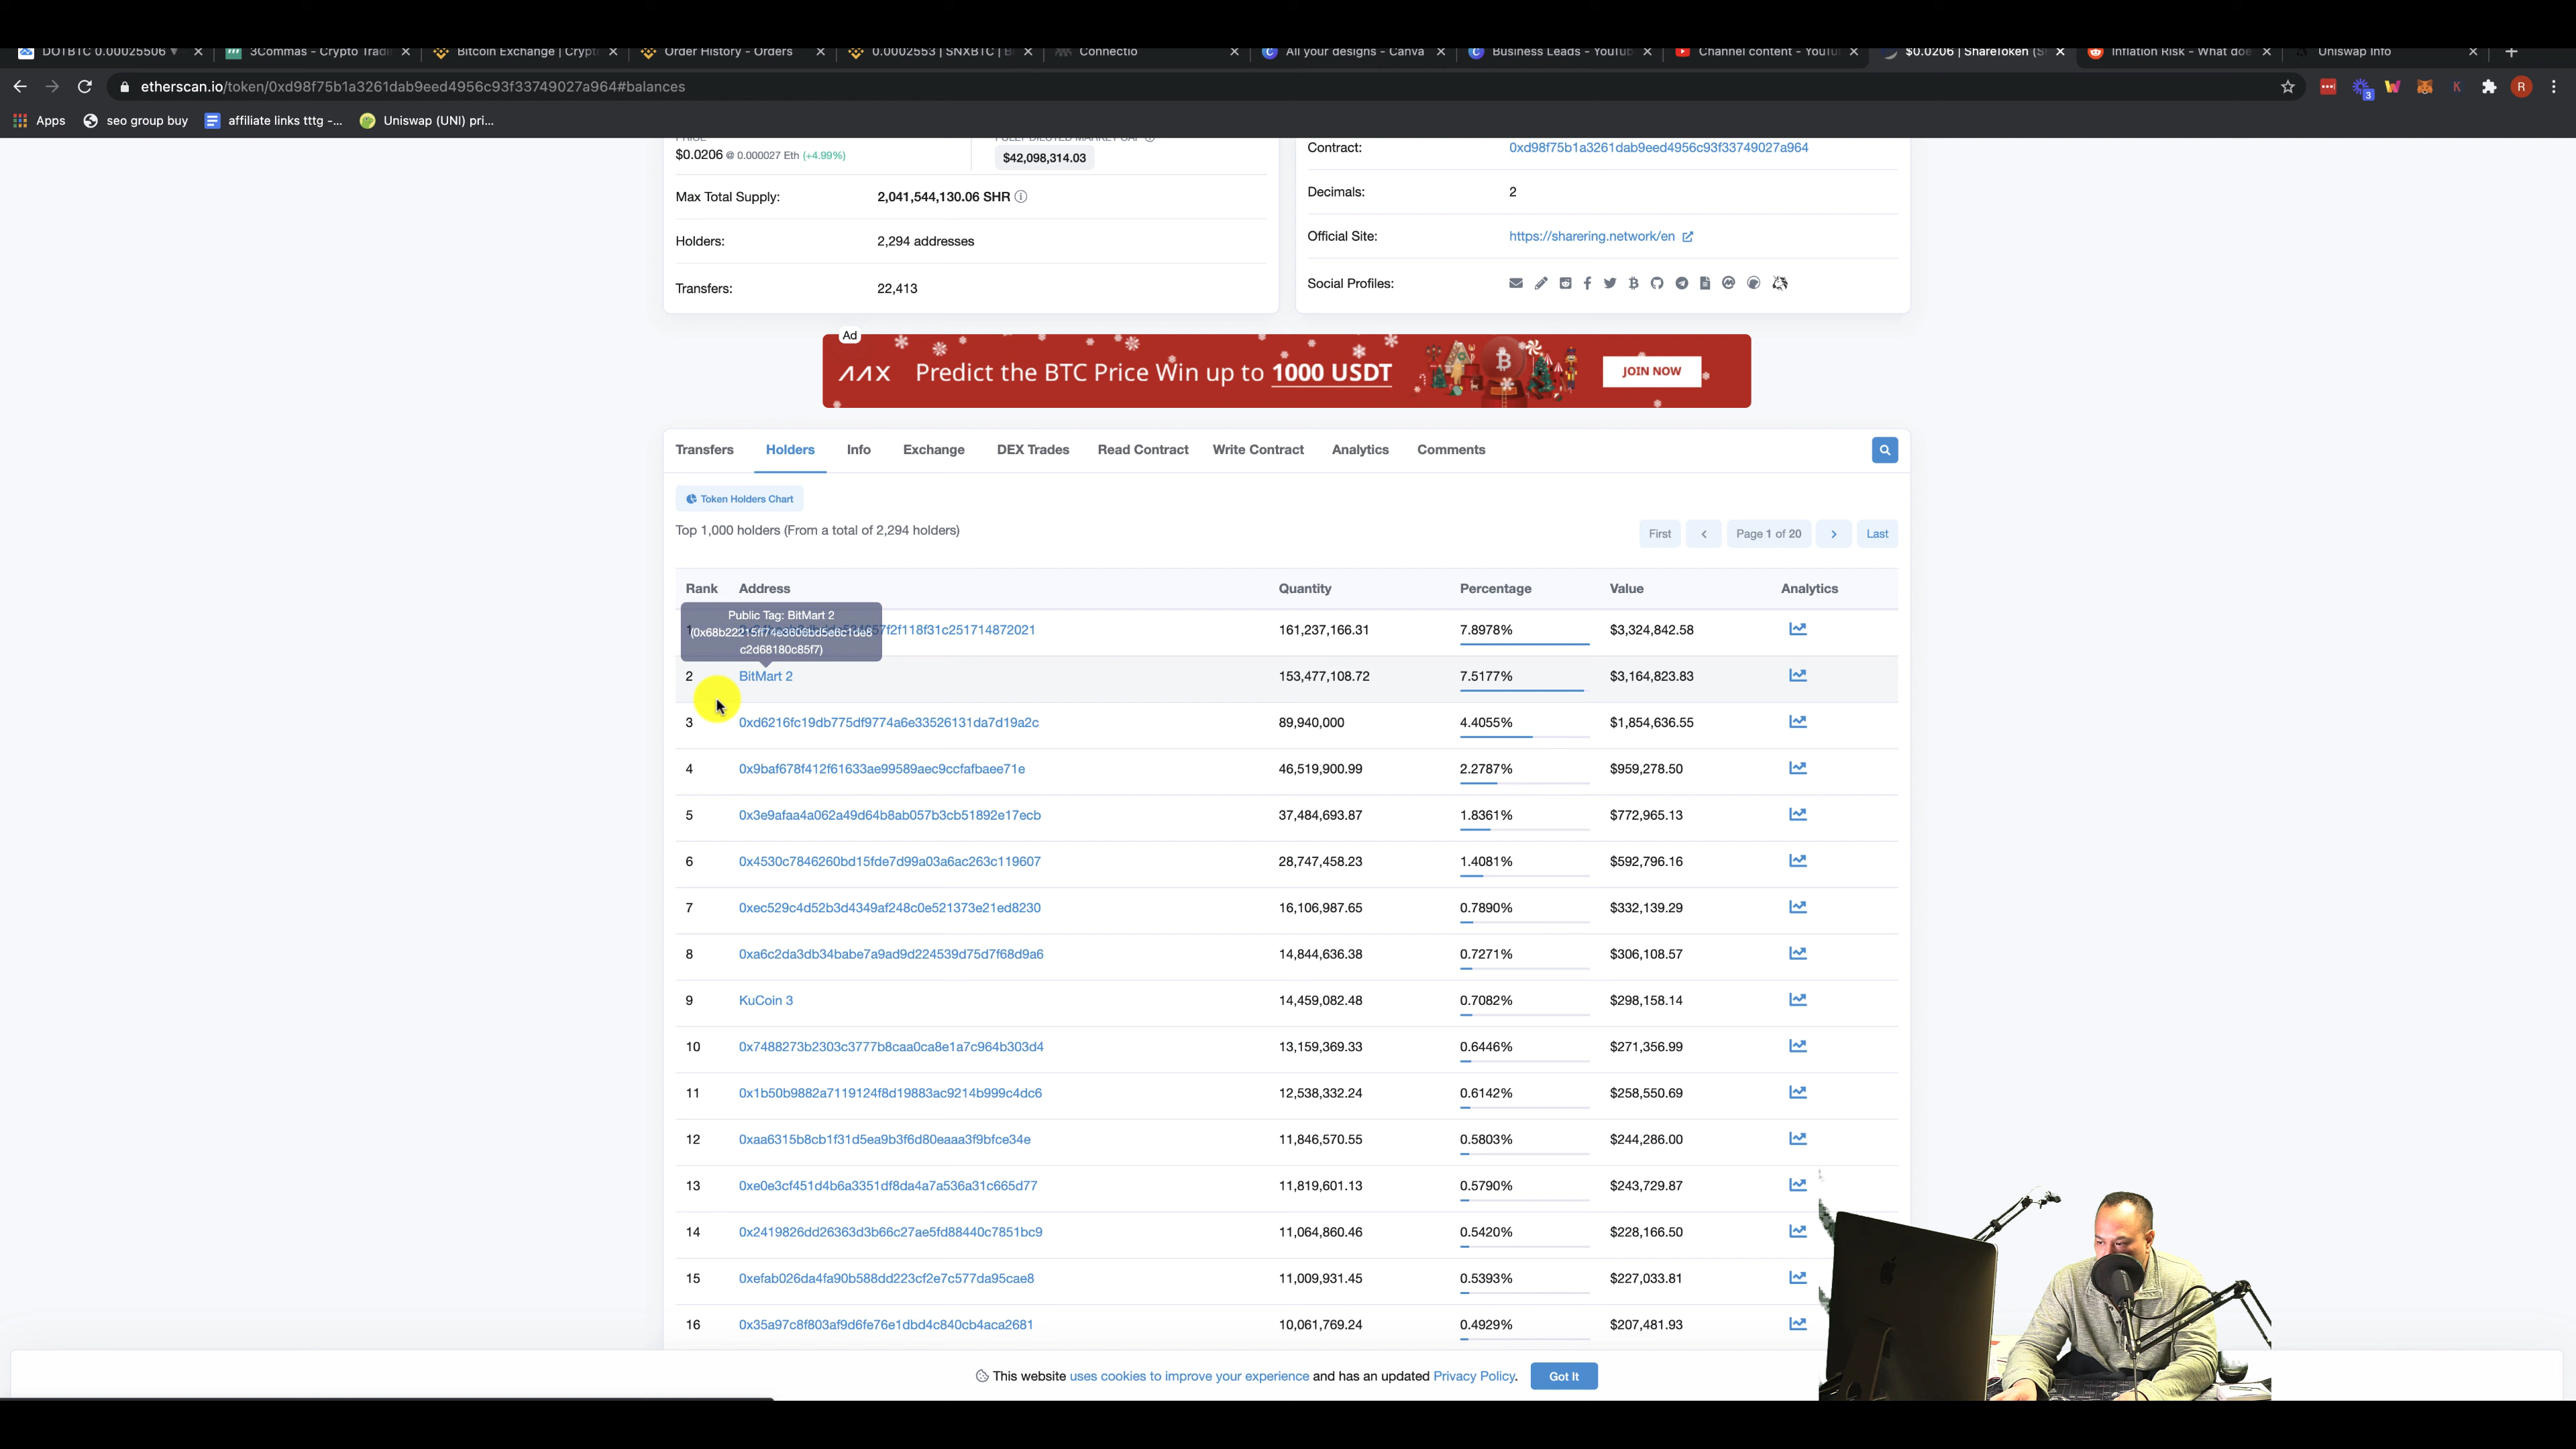 DOTBTC 0.00025506
3Commas - Crypto Trad
Bitcoin Exchange | Crypt
Order History - Orders
0.0002553 | SNXBTC | B
Connectio
All your designs - Canva
Business Leads - YouTub
Channel content - YouTu
$0.0206 | ShareToken (S
Inflation Risk - What doe
Uniswap Info
etherscan.io/token/0xd98f75b1a3261dab9eed4956c93f33749027a964#balances
3
R
Apps
seo group buy
affiliate links tttg -...
Uniswap (UNI) pri...
PRICE
FULLY DILUTED MARKET CAP
$0.0206 @ 0.000027 Eth (+4.99%)
$42,098,314.03
Max Total Supply: 2,041,544,130.06 SHR
Holders: 2,294 addresses
Transfers: 22,413
Contract: 0xd98f75b1a3261dab9eed4956c93f33749027a964
Decimals: 2
Official Site: https://sharering.network/en
Social Profiles:
Ad
AAX Predict the BTC Price Win up to 1000 USDT
JOIN NOW
Transfers Holders Info Exchange DEX Trades Read Contract Write Contract Analytics Comments
Token Holders Chart
Top 1,000 holders (From a total of 2,294 holders)
First Page 1 of 20 Last
Rank Address Quantity Percentage Value Analytics
Public Tag: BitMart 2
(0x68b22215ff74e3606bd5e6c1de8
c2d68180c85f7)
57f2f118f31c251714872021 161,237,166.31 7.8978% $3,324,842.58
2 BitMart 2 153,477,108.72 7.5177% $3,164,823.83
3 0xd6216fc19db775df9774a6e33526131da7d19a2c 89,940,000 4.4055% $1,854,636.55
4 0x9baf678f412f61633ae99589aec9ccfafbaee71e 46,519,900.99 2.2787% $959,278.50
5 0x3e9afaa4a062a49d64b8ab057b3cb51892e17ecb 37,484,693.87 1.8361% $772,965.13
6 0x4530c7846260bd15fde7d99a03a6ac263c119607 28,747,458.23 1.4081% $592,796.16
7 0xec529c4d52b3d4349af248c0e521373e21ed8230 16,106,987.65 0.7890% $332,139.29
8 0xa6c2da3db34babe7a9ad9d224539d75d7f68d9a6 14,844,636.38 0.7271% $306,108.57
9 KuCoin 3 14,459,082.48 0.7082% $298,158.14
10 0x7488273b2303c3777b8caa0ca8e1a7c964b303d4 13,159,369.33 0.6446% $271,356.99
11 0x1b50b9882a7119124f8d19883ac9214b999c4dc6 12,538,332.24 0.6142% $258,550.69
12 0xaa6315b8cb1f31d5ea9b3f6d80eaaa3f9bfce34e 11,846,570.55 0.5803% $244,286.00
13 0xe0e3cf451d4b6a3351df8da4a7a536a31c665d77 11,819,601.13 0.5790% $243,729.87
14 0x2419826dd26363d3b66c27ae5fd88440c7851bc9 11,064,860.46 0.5420% $228,166.50
15 0xefab026da4fa90b588dd223cf2e7c577da95cae8 11,009,931.45 0.5393% $227,033.81
16 0x35a97c8f803af9d6fe76e1dbd4c840cb4aca2681 10,061,769.24 0.4929% $207,481.93
This website uses cookies to improve your experience and has an updated Privacy Policy.
Got It